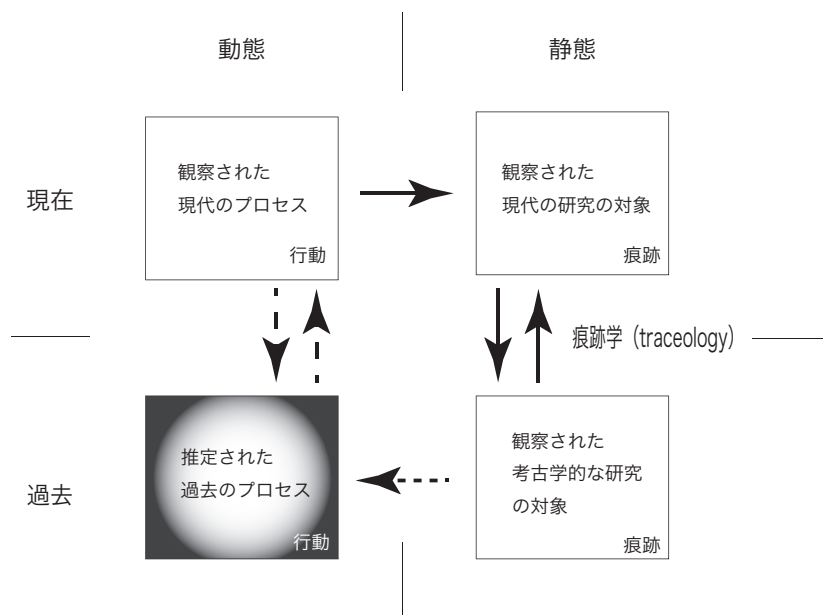 動態
静態
現在
観察された
現代のプロセス
行動
観察された
現代の研究の対象
痕跡
痕跡学（traceology）
過去
推定された
過去のプロセス
行動
観察された
考古学的な研究
の対象
痕跡